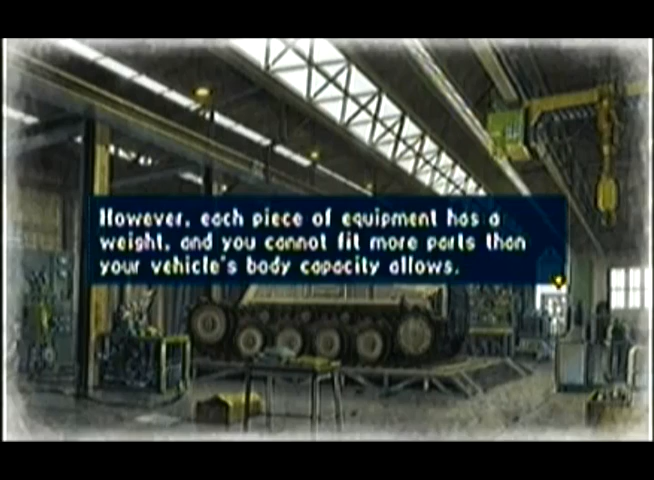 However, each piece of equipment has a
weight, and you cannot fit more parts than
your vehicle's body capacity allows.